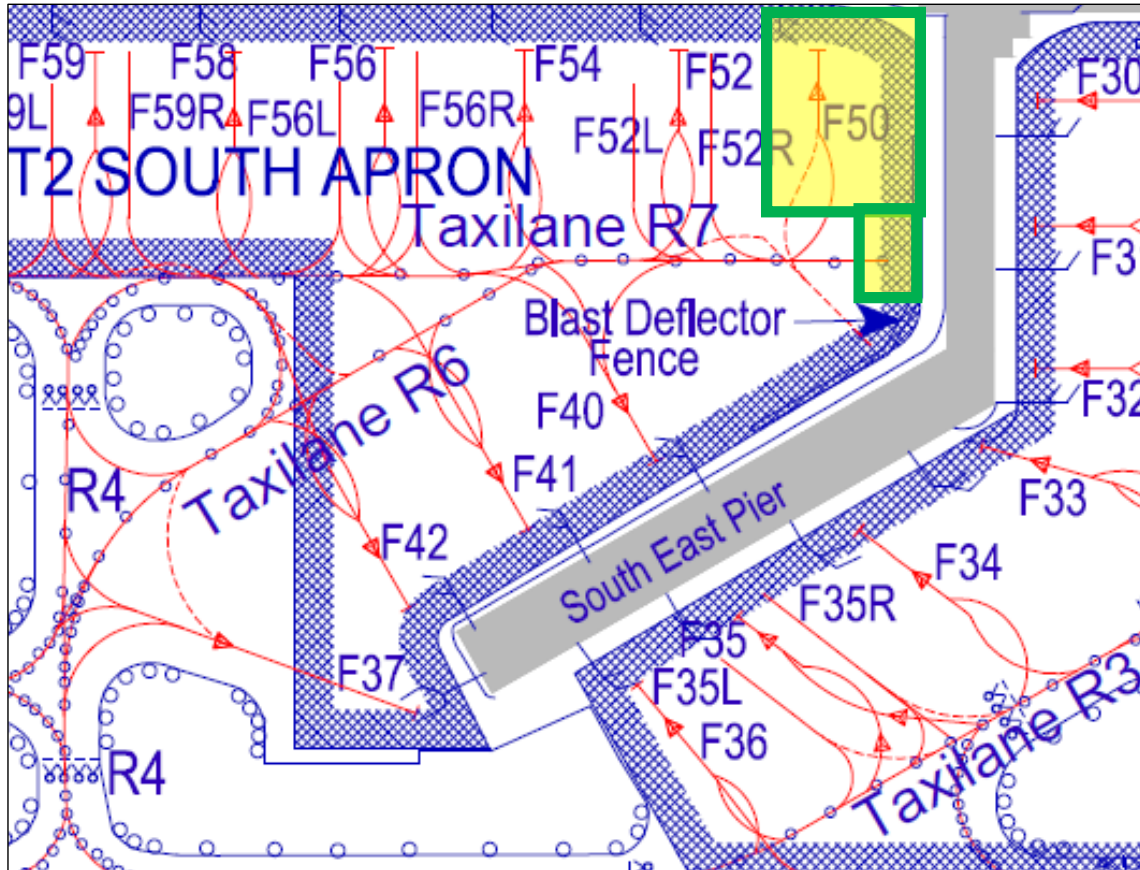 F59
F58
F56
F54
F52
F30
9L
F59R
F56L
F56R
F52L
F52R
F50
T2 SOUTH APRON
Taxilane R7
F3
Blast Deflector
Fence
Taxilane R6
F40
F32
R4
F41
F33
F42
South East Pier
F34
F35R
F35
F37
F35L
F36
Taxilane R3
R4